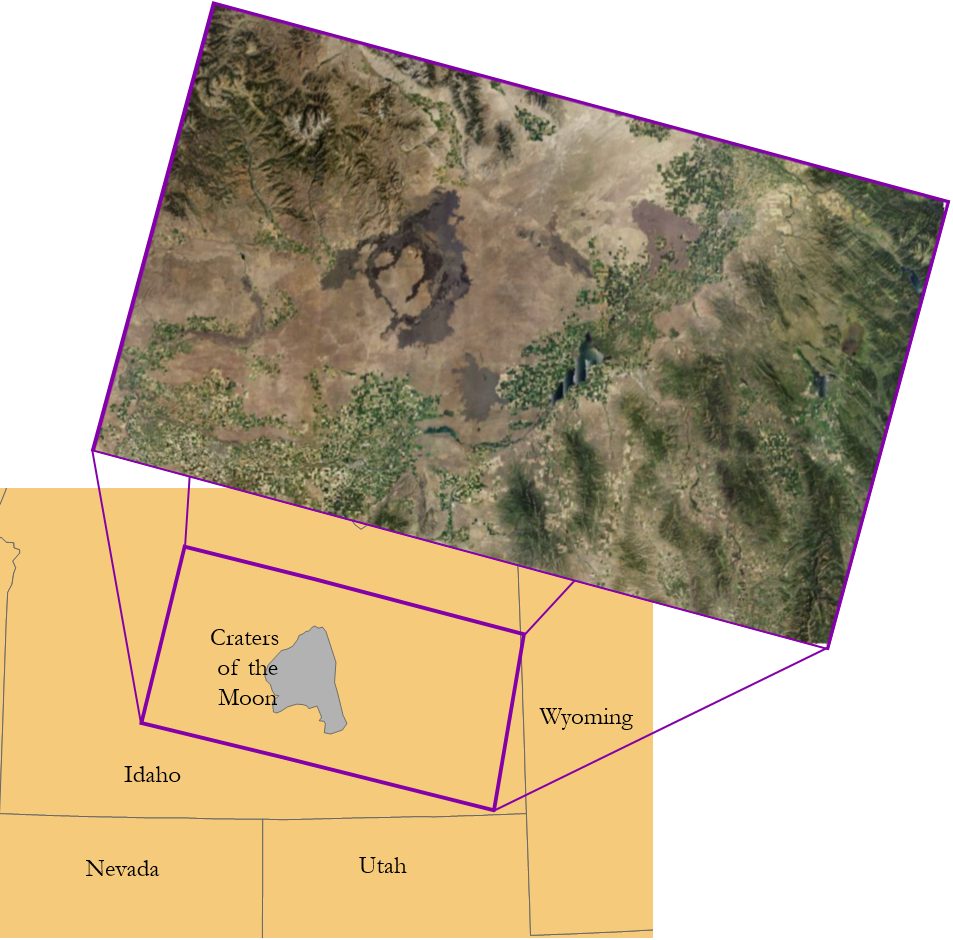 Craters
of the
Moon
Wyoming
Idaho
Nevada
Utah